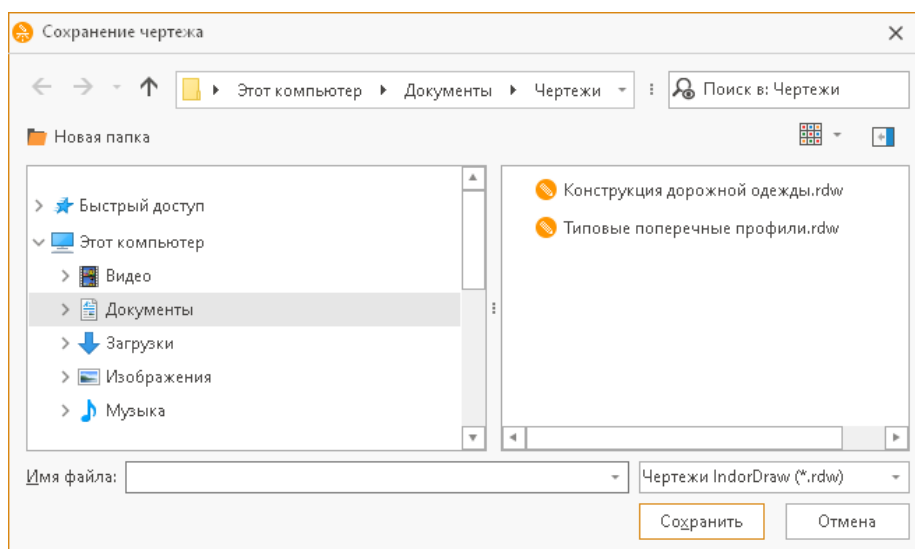 Сохранение чертежа
Этот компьютер Документы Чертежи Поиск в: Чертежи
Новая папка
Быстрый доступ
Этот компьютер
Видео
Документы
Загрузки
Изображения
Музыка
Конструкция дорожной одежды.rdw
Типовые поперечные профили.rdw
Имя файла: Чертежи IndorDraw (*.rdw)
Сохранить Отмена